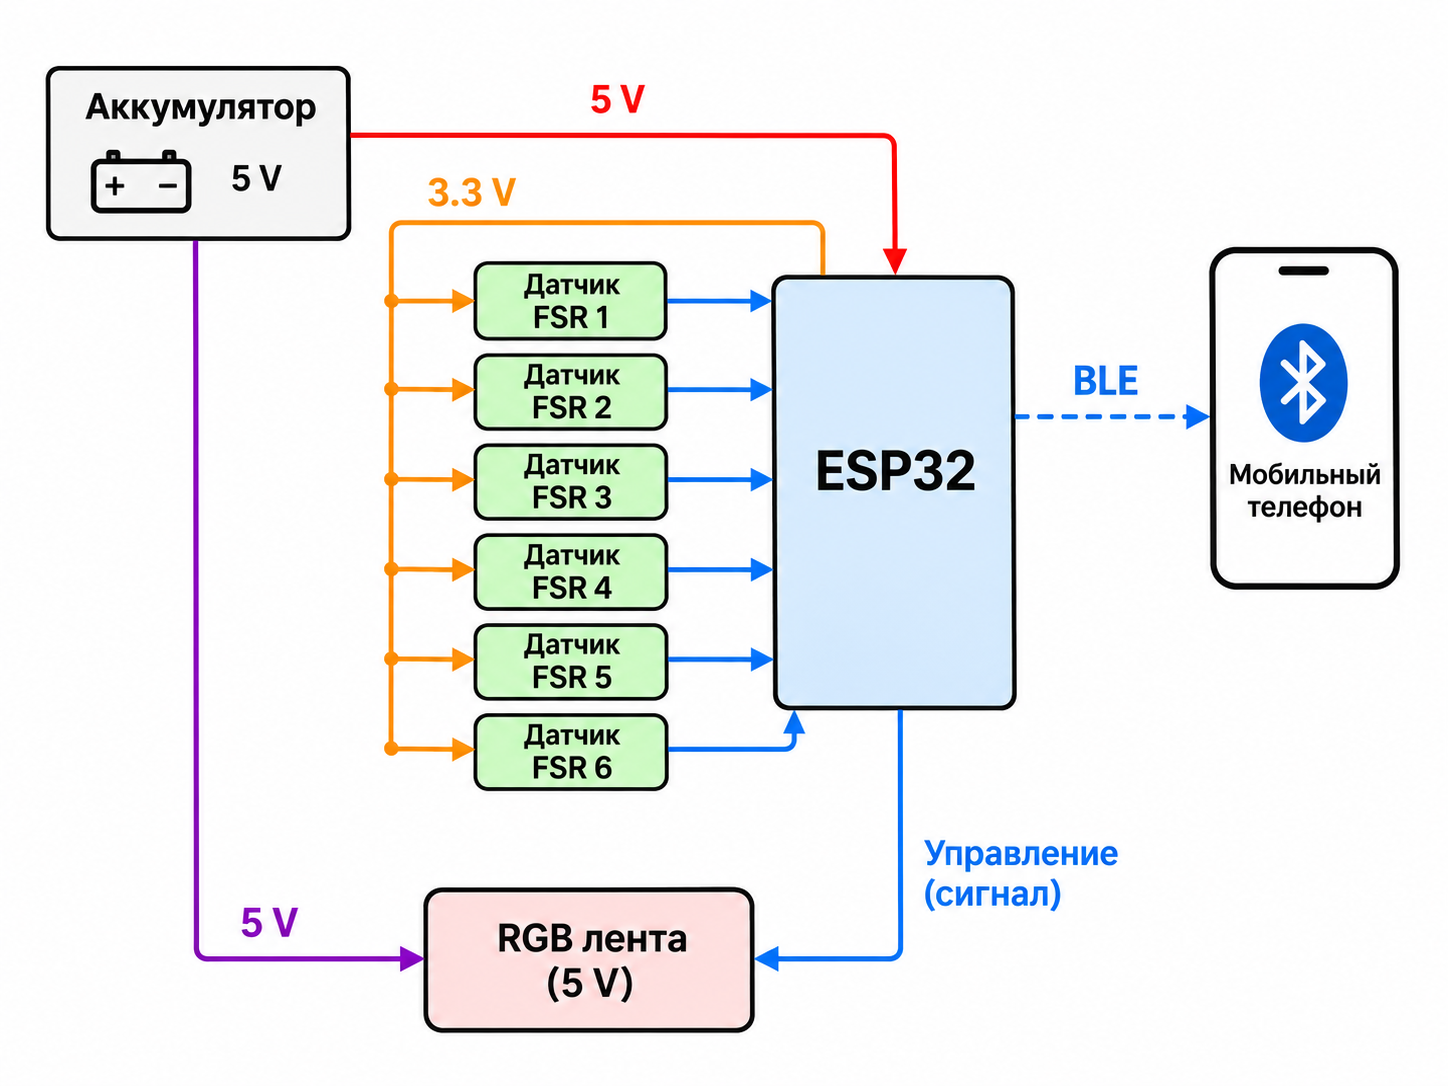 Аккумулятор
+ −
5 V
5 V
3.3 V
Датчик
FSR 1
Датчик
FSR 2
Датчик
FSR 3
Датчик
FSR 4
Датчик
FSR 5
Датчик
FSR 6
ESP32
BLE
Мобильный
телефон
Управление
(сигнал)
5 V
RGB лента
(5 V)